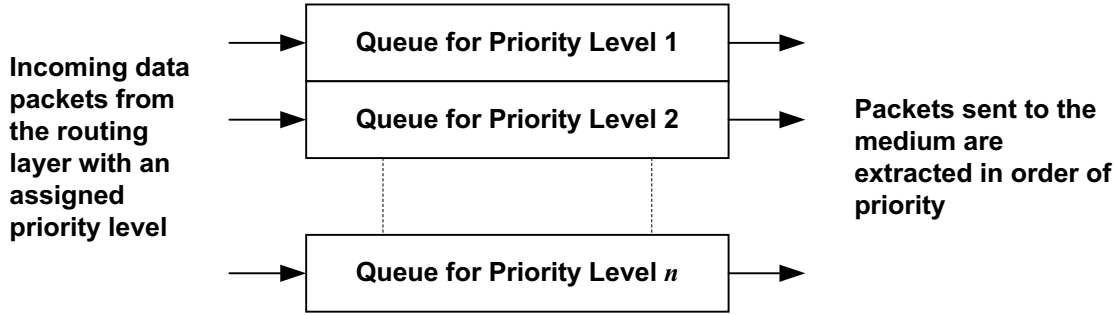 Incoming data
packets from
the routing
layer with an
assigned
priority level
Queue for Priority Level 1
Queue for Priority Level 2
Queue for Priority Level n
Packets sent to the
medium are
extracted in order of
priority